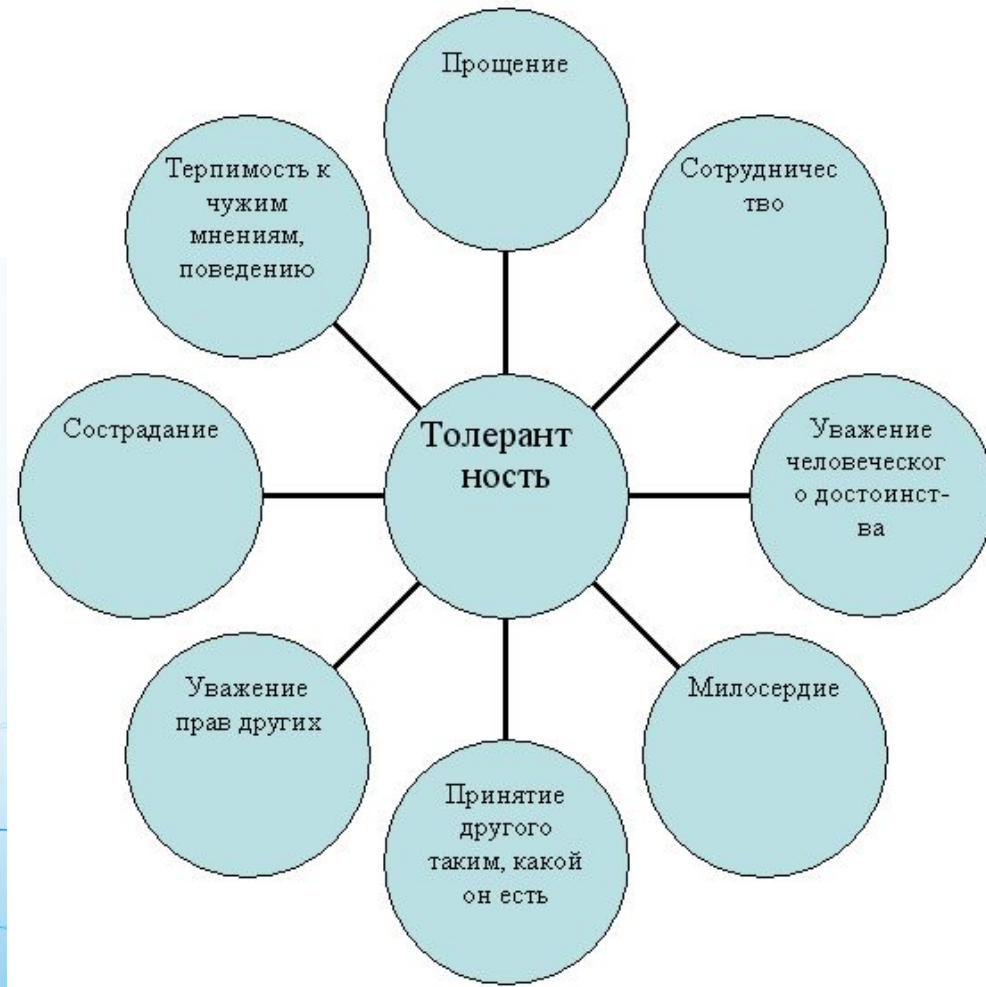 Прощение
Терпимость к
чужим
мнениям,
поведению
Сотрудничес
тво
Сострадание
Толерант
ность
Уважение
человеческог
о достоинст-
ва
Уважение
прав других
Милосердие
Принятие
другого
таким, какой
он есть